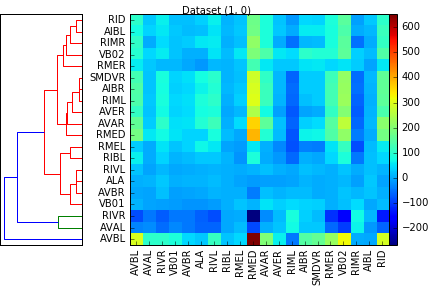 Dataset (1, 0)
RID
AIBL
RIMR
VB02
RMER
SMDVR
AIBR
RIML
AVER
AVAR
RMED
RMEL
RIBL
RIVL
ALA
AVBR
VB01
RIVR
AVAL
AVBL
AVBL
AVAL
RIVR
VB01
AVBR
ALA
RIVL
RIBL
RMEL
RMED
AVAR
AVER
RIML
AIBR
SMDVR
RMER
VB02
RIMR
AIBL
RID
600
500
400
300
200
100
0
−100
−200